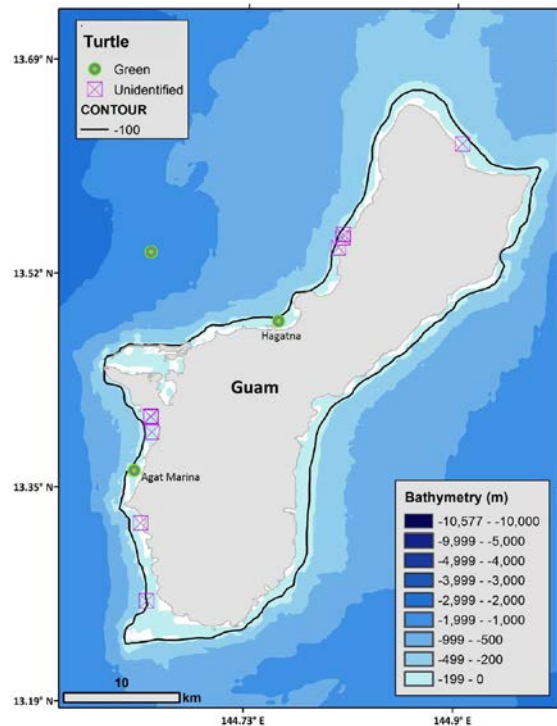 Turtle
Green
Unidentified
CONTOUR
-100
13.69° N
13.52° N
13.35° N
13.19° N
Hagatna
Guam
Agat Marina
Bathymetry (m)
-10,577 - -10,000
-9,999 - -5,000
-4,999 - -4,000
-3,999 - -3,000
-2,999 - -2,000
-1,999 - -1,000
-999 - -500
-499 - -200
-199 - 0
10
km
144.73° E
144.9° E